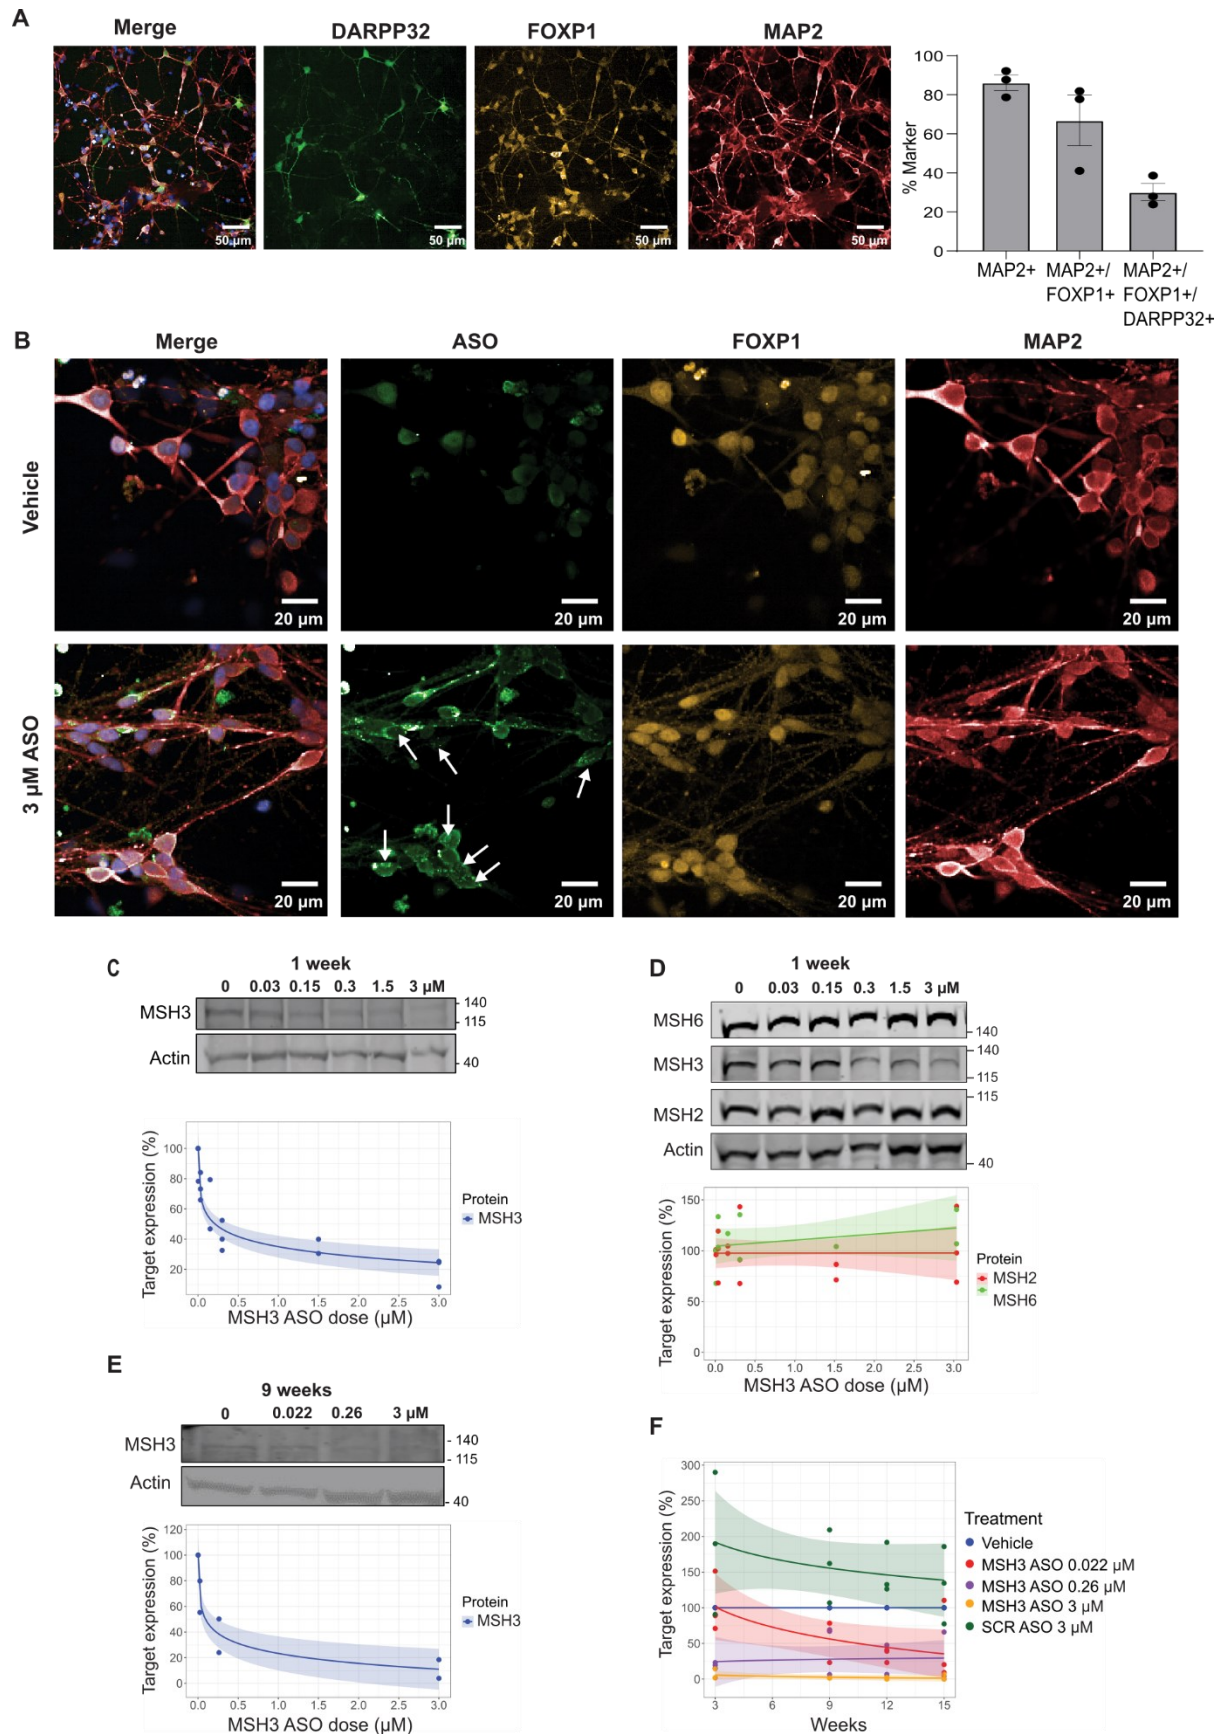 A
Merge DARPP32 FOXP1 MAP2
50 µm 50 µm 50 µm 50 µm
% Marker
100
80
60
40
20
0
MAP2+ MAP2+/ MAP2+/
FOXP1+ FOXP1+/
DARPP32+
B
Merge ASO FOXP1 MAP2
Vehicle
20 µm 20 µm 20 µm 20 µm
3 µM ASO
20 µm 20 µm 20 µm 20 µm
C
1 week
0 0.03 0.15 0.3 1.5 3 µM
MSH3
- 140
- 115
Actin
- 40
Target expression (%)
100
80
60
40
20
0.0 0.5 1.0 1.5 2.0 2.5 3.0
MSH3 ASO dose (µM)
Protein
MSH3
D
1 week
0 0.03 0.15 0.3 1.5 3 µM
MSH6
- 140
MSH3
- 140
- 115
MSH2
- 115
Actin
- 40
Target expression (%)
150
100
50
0
0.0 0.5 1.0 1.5 2.0 2.5 3.0
MSH3 ASO dose (µM)
Protein
MSH2
MSH6
E
9 weeks
0 0.022 0.26 3 µM
MSH3
- 140
- 115
Actin
- 40
Target expression (%)
120
100
80
60
40
20
0
0.0 0.5 1.0 1.5 2.0 2.5 3.0
MSH3 ASO dose (µM)
Protein
MSH3
F
Target expression (%)
300
250
200
150
100
50
0
3 6 9 12 15
Weeks
Treatment
Vehicle
MSH3 ASO 0.022 µM
MSH3 ASO 0.26 µM
MSH3 ASO 3 µM
SCR ASO 3 µM